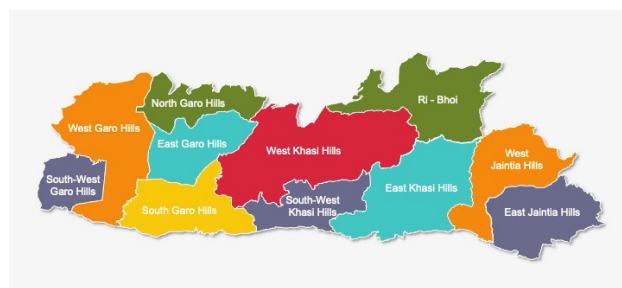 North Garo Hills
Ri - Bhoi
West Garo Hills
East Garo Hills
West Khasi Hills
West
Jaintia Hills
South-West
Garo Hills
East Khasi Hills
South-West
Khasi Hills
South Garo Hills
East Jaintia Hills